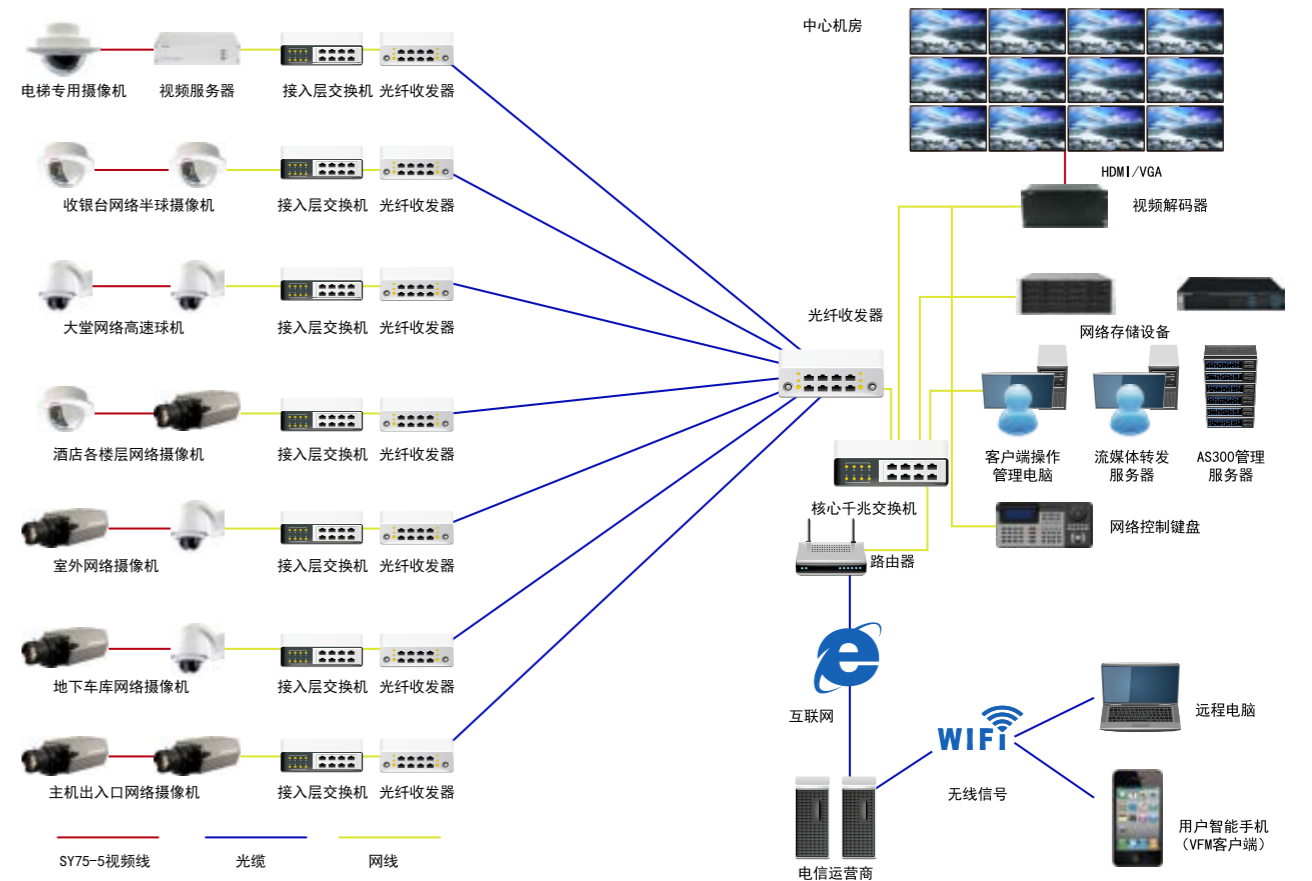 中心机房
电梯专用摄像机
视频服务器
接入层交换机
光纤收发器
HDMI/VGA
视频解码器
收银台网络半球摄像机
接入层交换机
光纤收发器
大堂网络高速球机
接入层交换机
光纤收发器
光纤收发器
网络存储设备
酒店各楼层网络摄像机
接入层交换机
光纤收发器
客户端操作
管理电脑
流媒体转发
服务器
AS300管理
服务器
核心千兆交换机
网络控制键盘
室外网络摄像机
接入层交换机
光纤收发器
路由器
地下车库网络摄像机
接入层交换机
光纤收发器
互联网
WIFi
无线信号
远程电脑
主机出入口网络摄像机
接入层交换机
光纤收发器
用户智能手机
（VFM客户端）
电信运营商
SY75-5视频线
光缆
网线